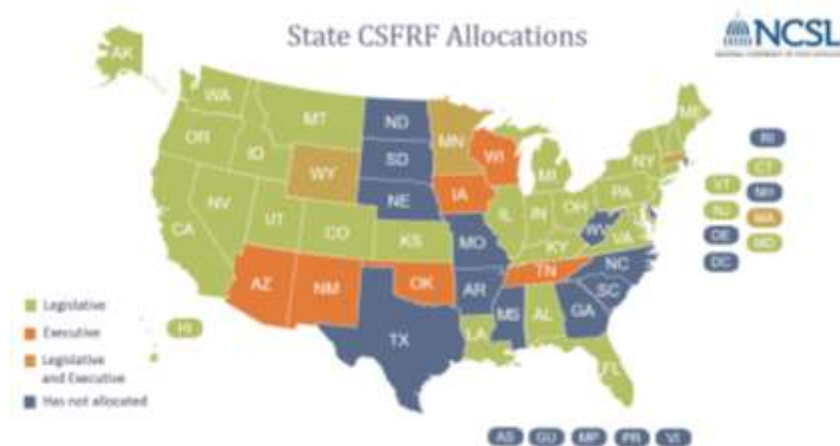 State CSFRF Allocations
NCSL
AK
WA
MT
ND
MN
ME
OR
ID
WY
SD
WI
MI
NY
RI
CT
VT
NH
NV
UT
CO
NE
IA
IL
IN
OH
PA
NJ
MA
CA
KS
MO
KY
WV
VA
DE
MD
DC
AZ
NM
OK
AR
TN
NC
SC
TX
LA
MS
AL
GA
FL
HI
Legislative
Executive
Legislative
and Executive
Has not allocated
AS GU MP PR VI